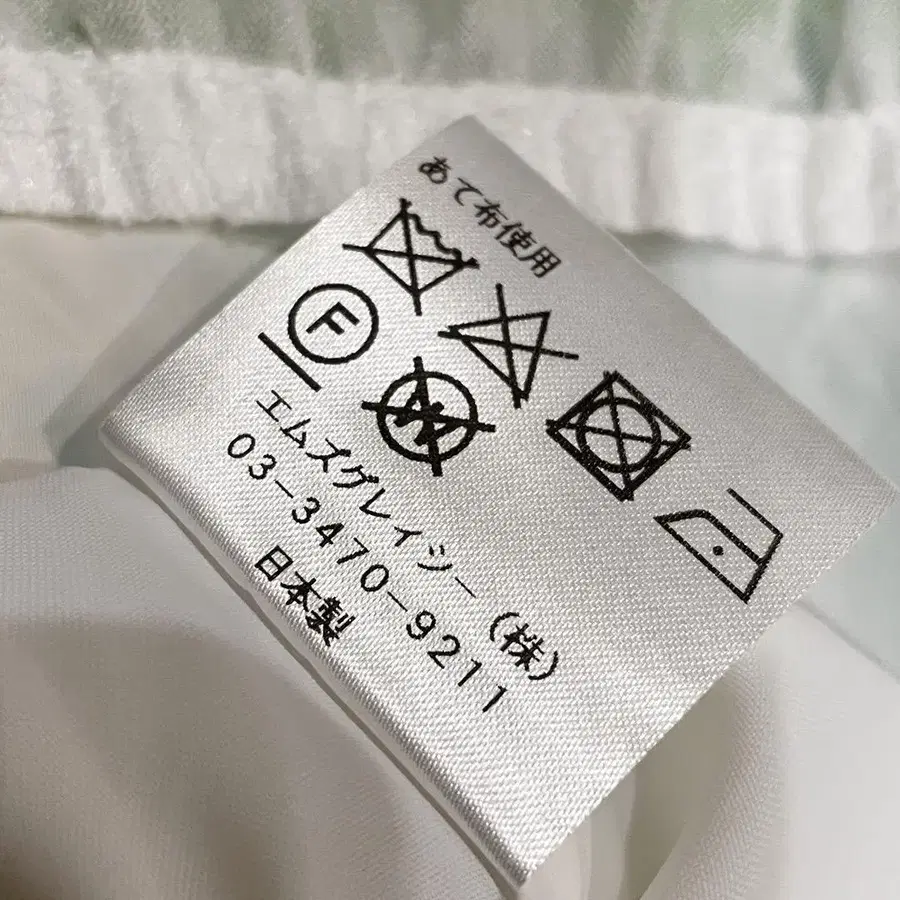 あて布使用
F
W
エムズグレイシー (株)
03-3470-9211
日本製